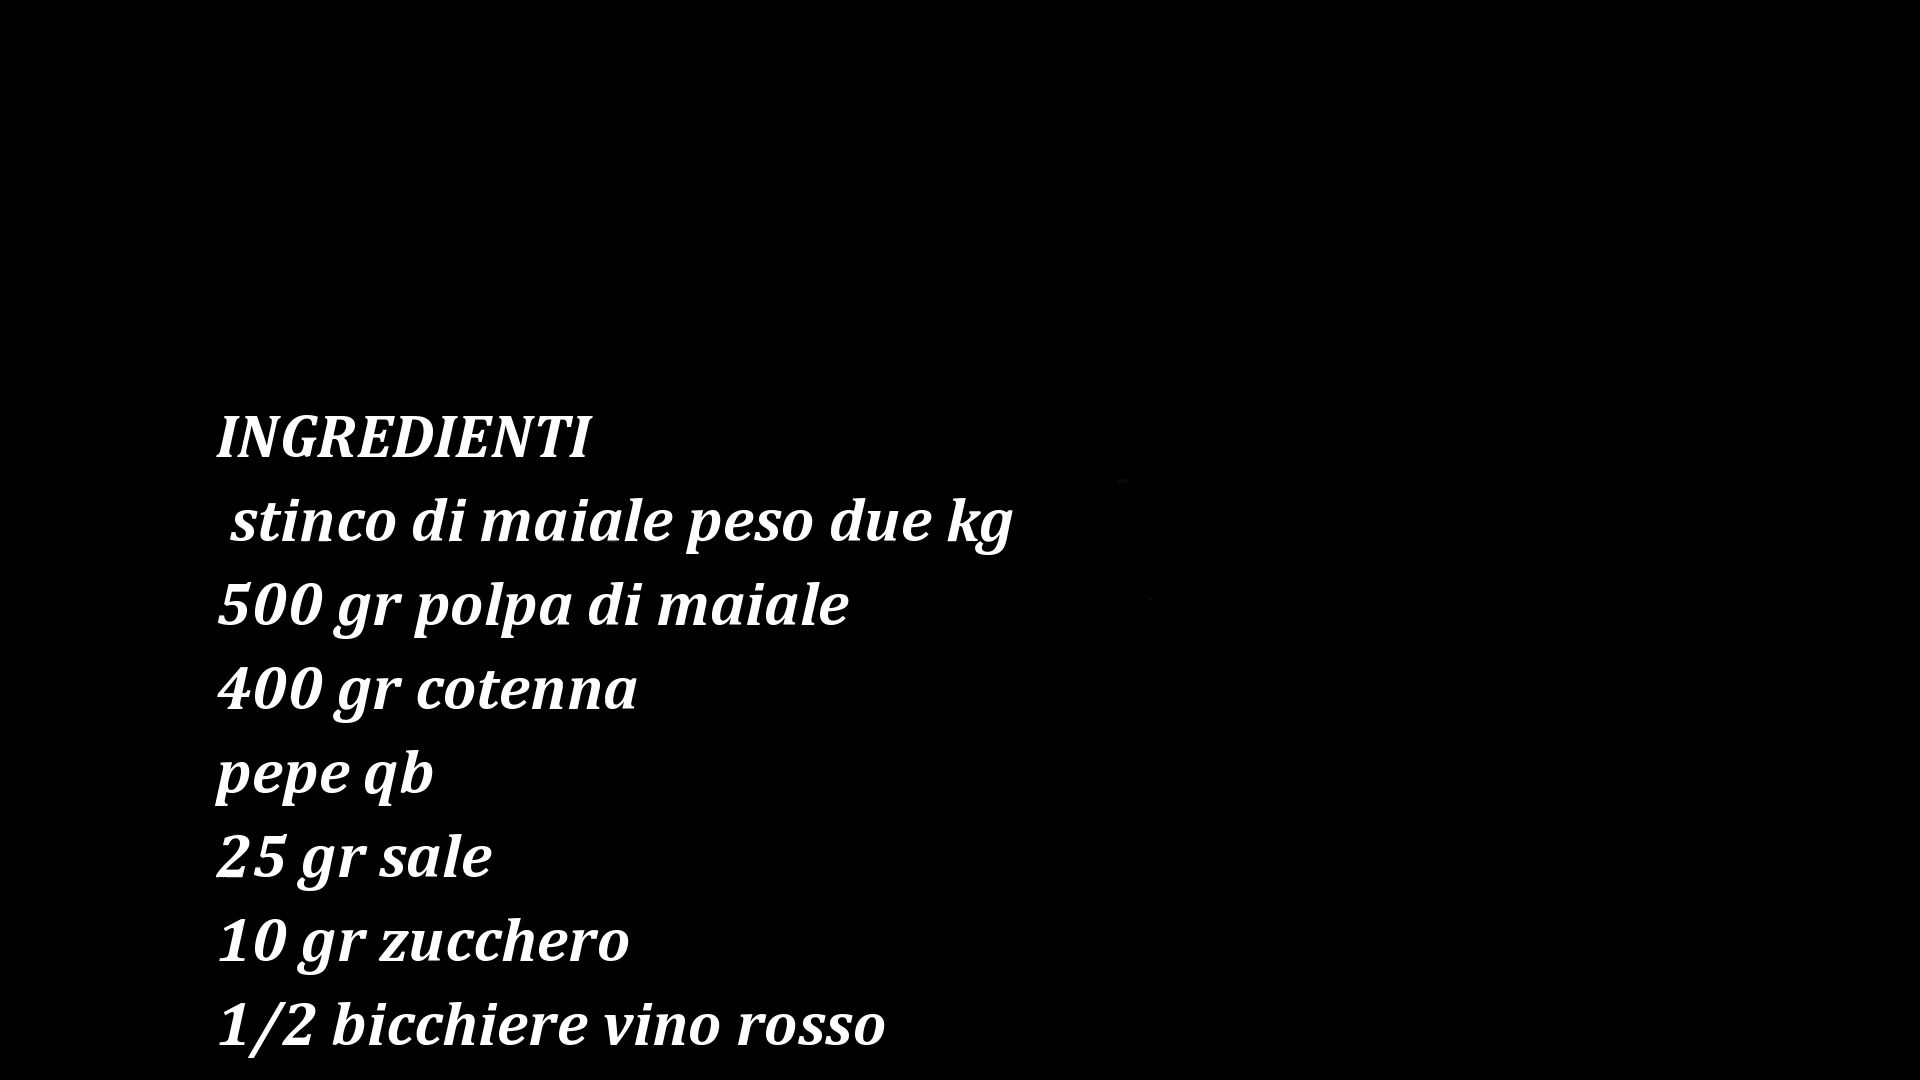 INGREDIENTI
stinco di maiale peso due kg
500 gr polpa di maiale
400 gr cotenna
pepe qb
25 gr sale
10 gr zucchero
1/2 bicchiere vino rosso